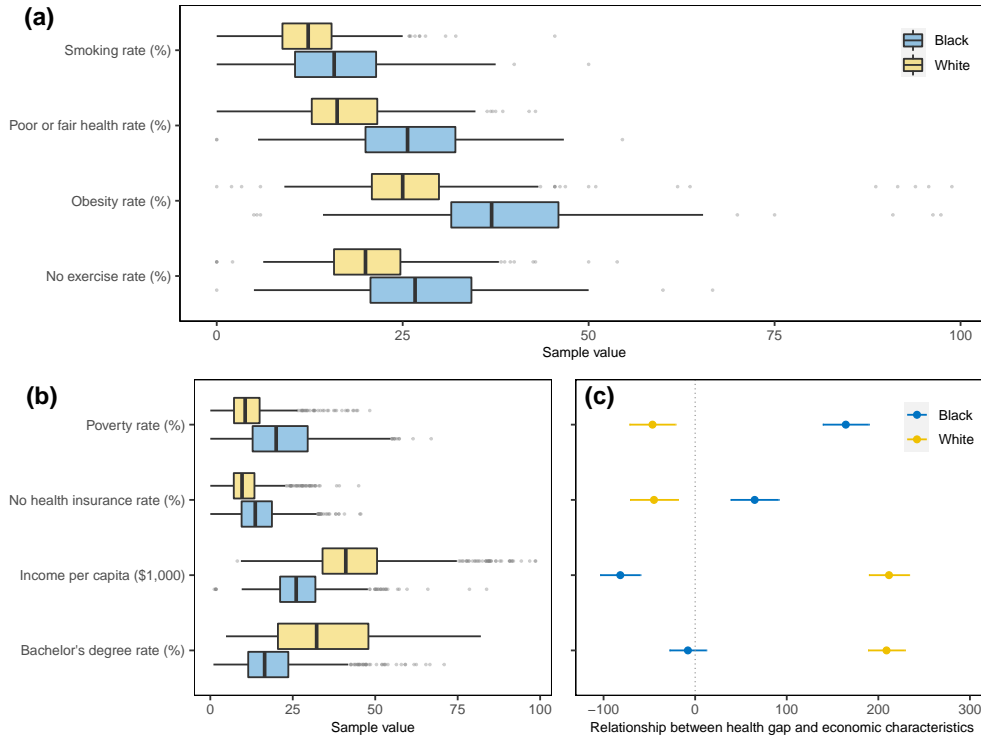 (a)
Black
White
Smoking rate (%)
Poor or fair health rate (%)
Obesity rate (%)
No exercise rate (%)
0 25 50 75 100
Sample value
(b)
Poverty rate (%)
No health insurance rate (%)
Income per capita ($1,000)
Bachelor's degree rate (%)
0 25 50 75 100
Sample value
(c)
Black
White
−100 0 100 200 300
Relationship between health gap and economic characteristics